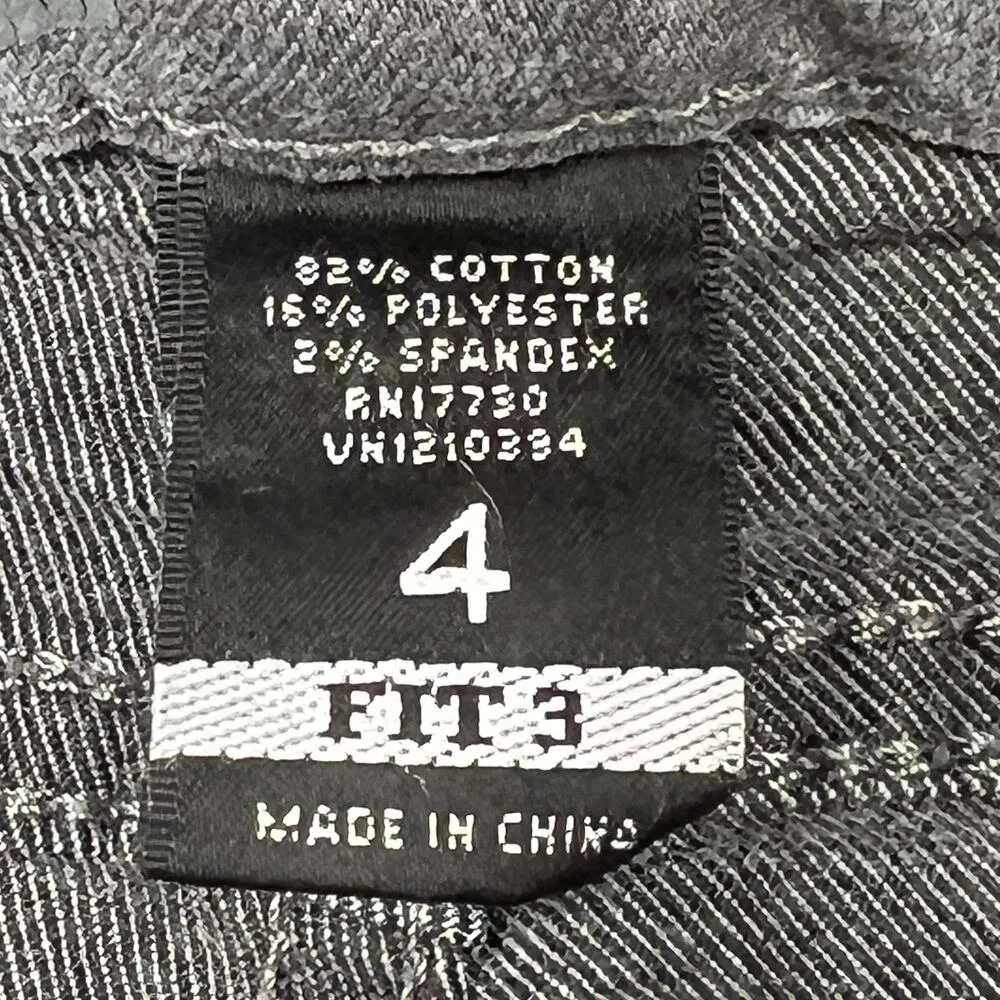 82% COTTON
16% POLYESTER
2% SPANDEX
RN17730
VN1210394
4
FIT 3
MADE IN CHINA